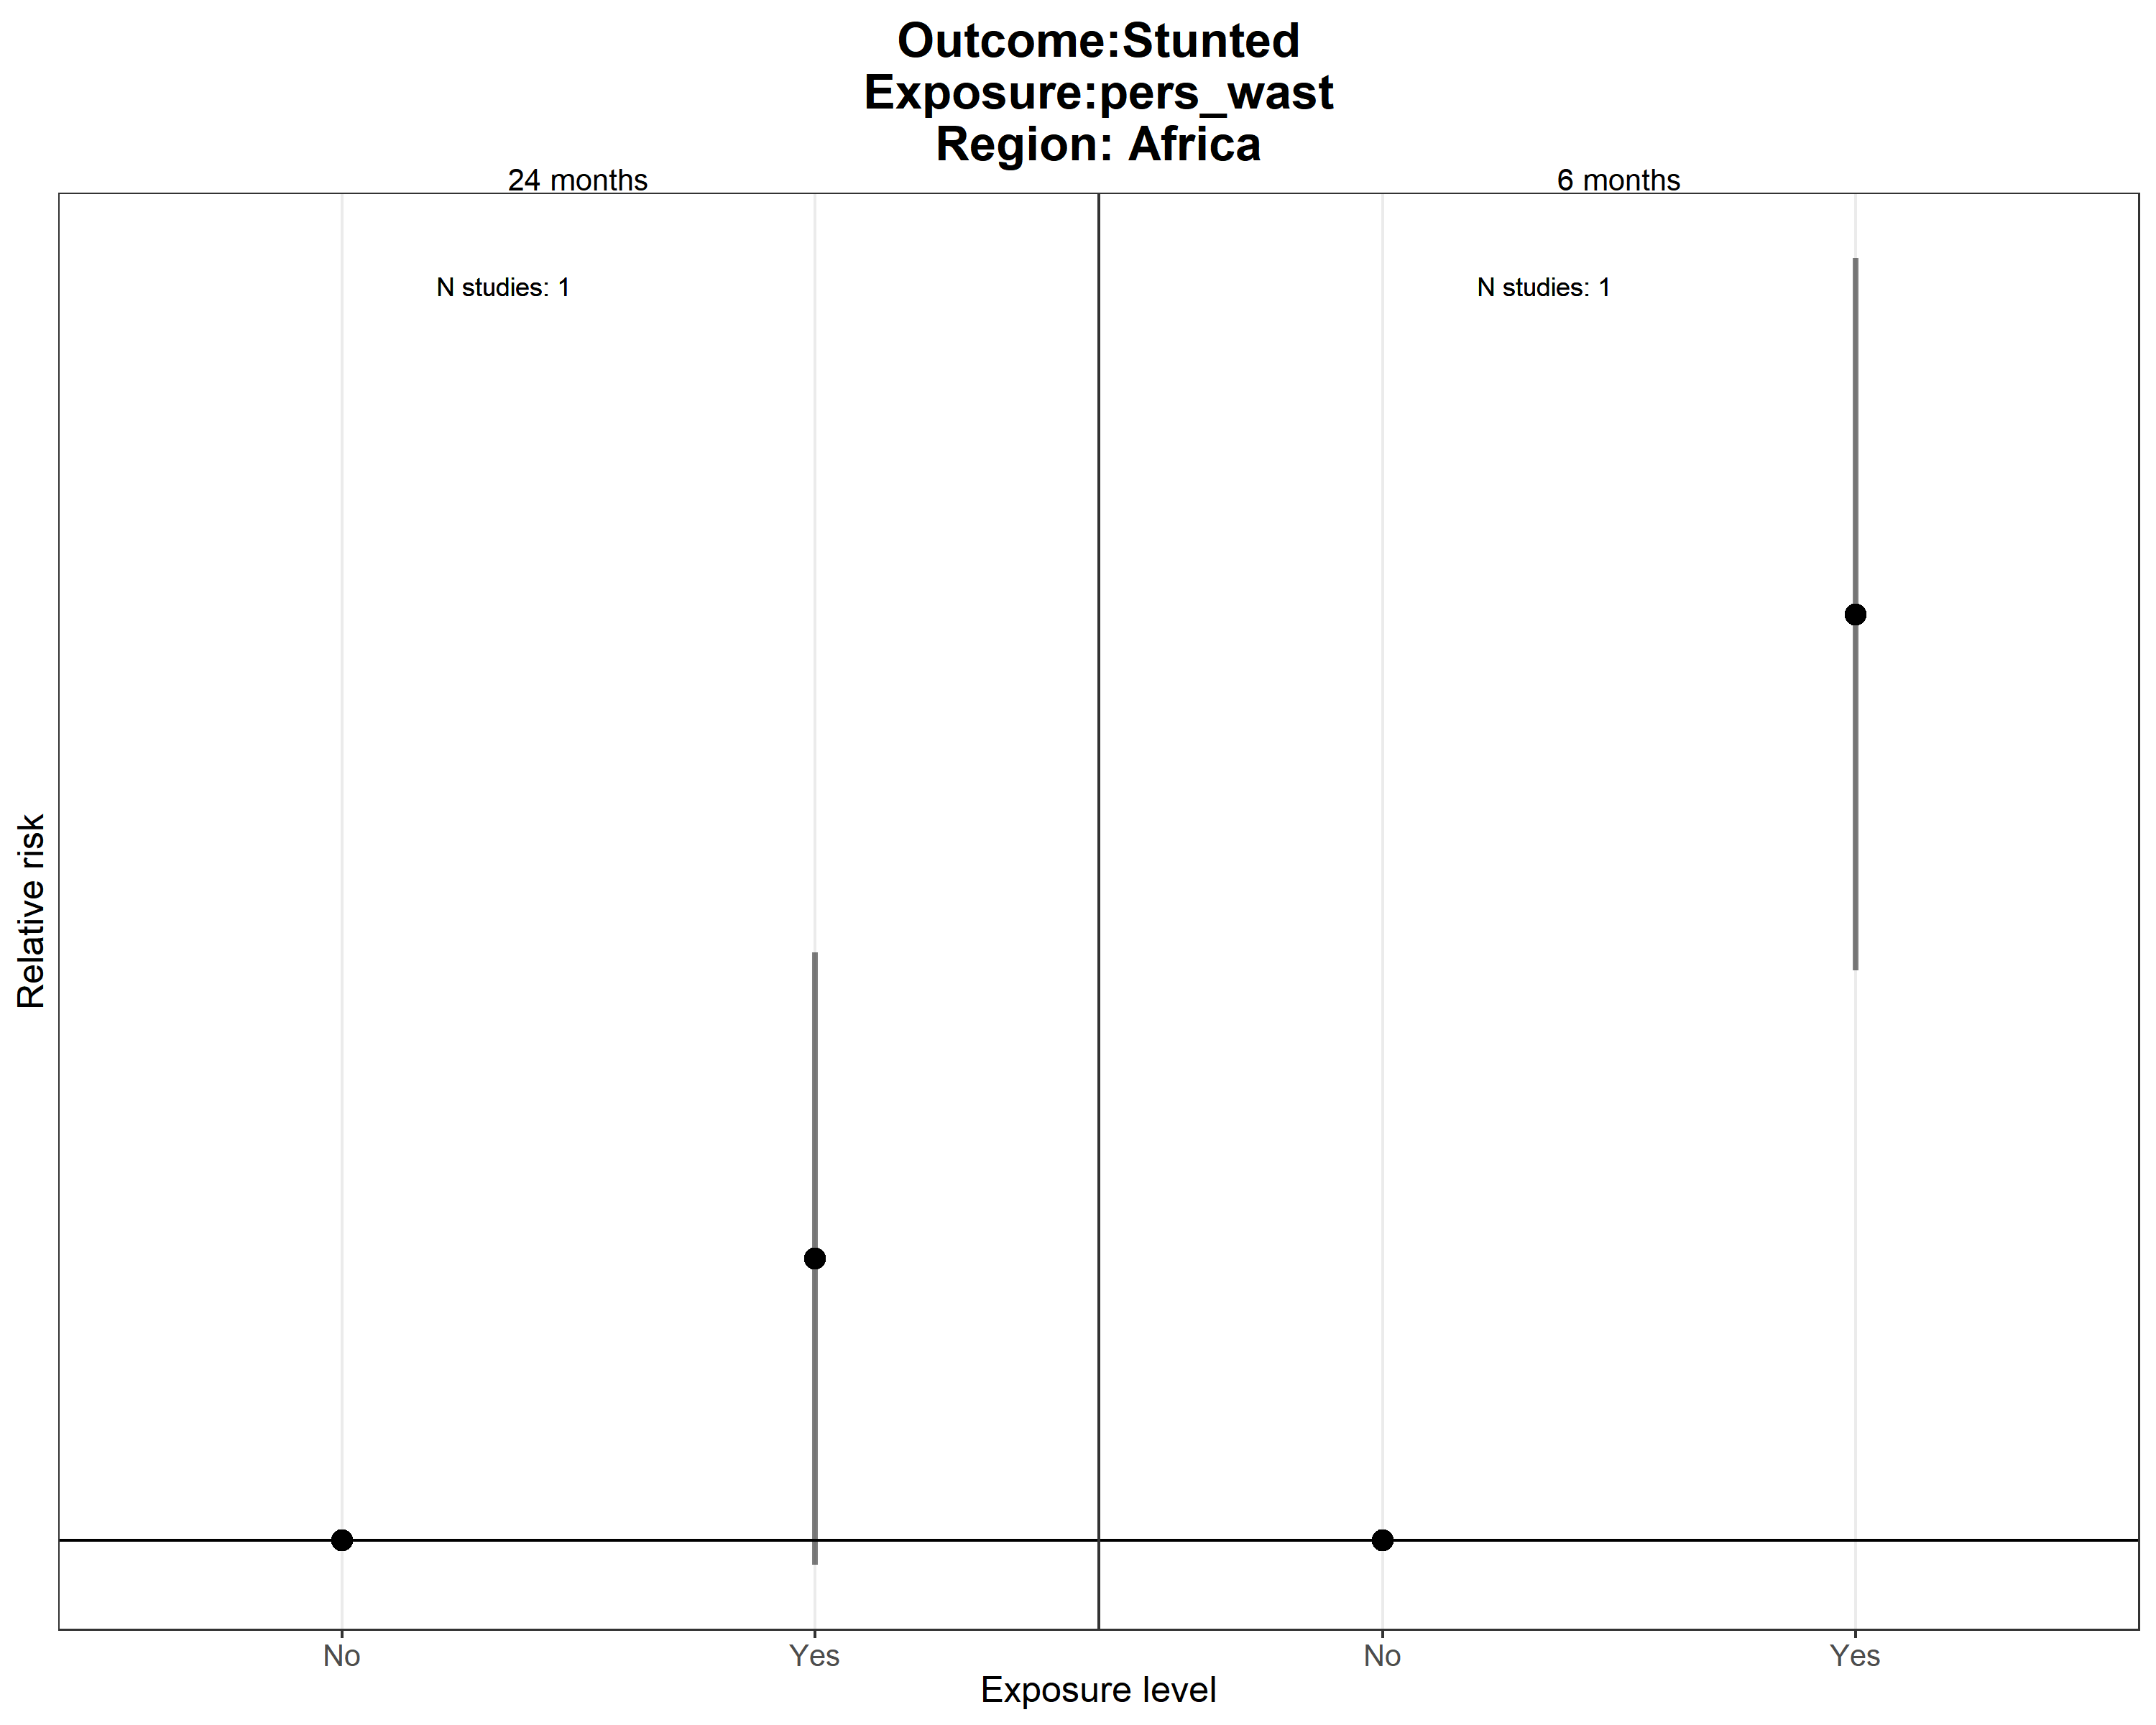 Outcome:Stunted
Exposure:pers_wast
Region: Africa
24 months
6 months
N studies: 1
N studies: 1
Relative risk
No
Yes
No
Yes
Exposure level